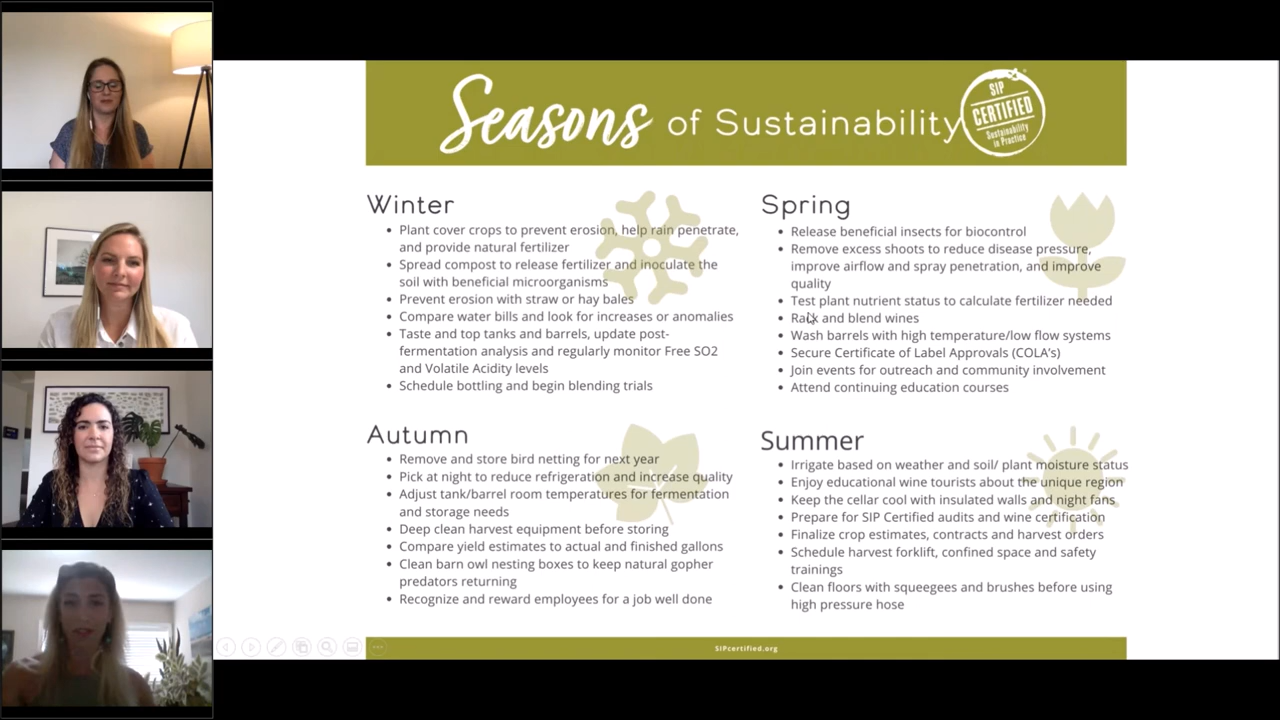 Seasons of Sustainability
SIP
CERTIFIED
Sustainability
in Practice
Winter
• Plant cover crops to prevent erosion, help rain penetrate,
and provide natural fertilizer
• Spread compost to release fertilizer and inoculate the
soil with beneficial microorganisms
• Prevent erosion with straw or hay bales
• Compare water bills and look for increases or anomalies
• Taste and top tanks and barrels, update post-
fermentation analysis and regularly monitor Free SO2
and Volatile Acidity levels
• Schedule bottling and begin blending trials
Spring
• Release beneficial insects for biocontrol
• Remove excess shoots to reduce disease pressure,
improve airflow and spray penetration, and improve
quality
• Test plant nutrient status to calculate fertilizer needed
• Rack and blend wines
• Wash barrels with high temperature/low flow systems
• Secure Certificate of Label Approvals (COLA's)
• Join events for outreach and community involvement
• Attend continuing education courses
Autumn
• Remove and store bird netting for next year
• Pick at night to reduce refrigeration and increase quality
• Adjust tank/barrel room temperatures for fermentation
and storage needs
• Deep clean harvest equipment before storing
• Compare yield estimates to actual and finished gallons
• Clean barn owl nesting boxes to keep natural gopher
predators returning
• Recognize and reward employees for a job well done
Summer
• Irrigate based on weather and soil/ plant moisture status
• Enjoy educational wine tourists about the unique region
• Keep the cellar cool with insulated walls and night fans
• Prepare for SIP Certified audits and wine certification
• Finalize crop estimates, contracts and harvest orders
• Schedule harvest forklift, confined space and safety
trainings
• Clean floors with squeegees and brushes before using
high pressure hose
SIPcertified.org